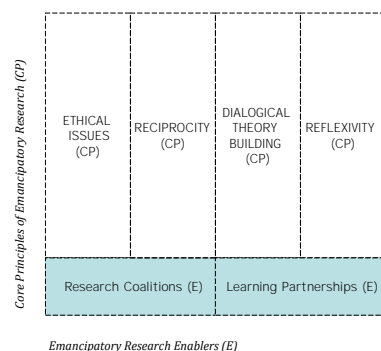 Core Principles of Emancipatory Research (CP)
ETHICAL
ISSUES
(CP)
RECIPROCITY
(CP)
DIALOGICAL
THEORY
BUILDING
(CP)
REFLEXIVITY
(CP)
Research Coalitions (E)
Learning Partnerships (E)
Emancipatory Research Enablers (E)